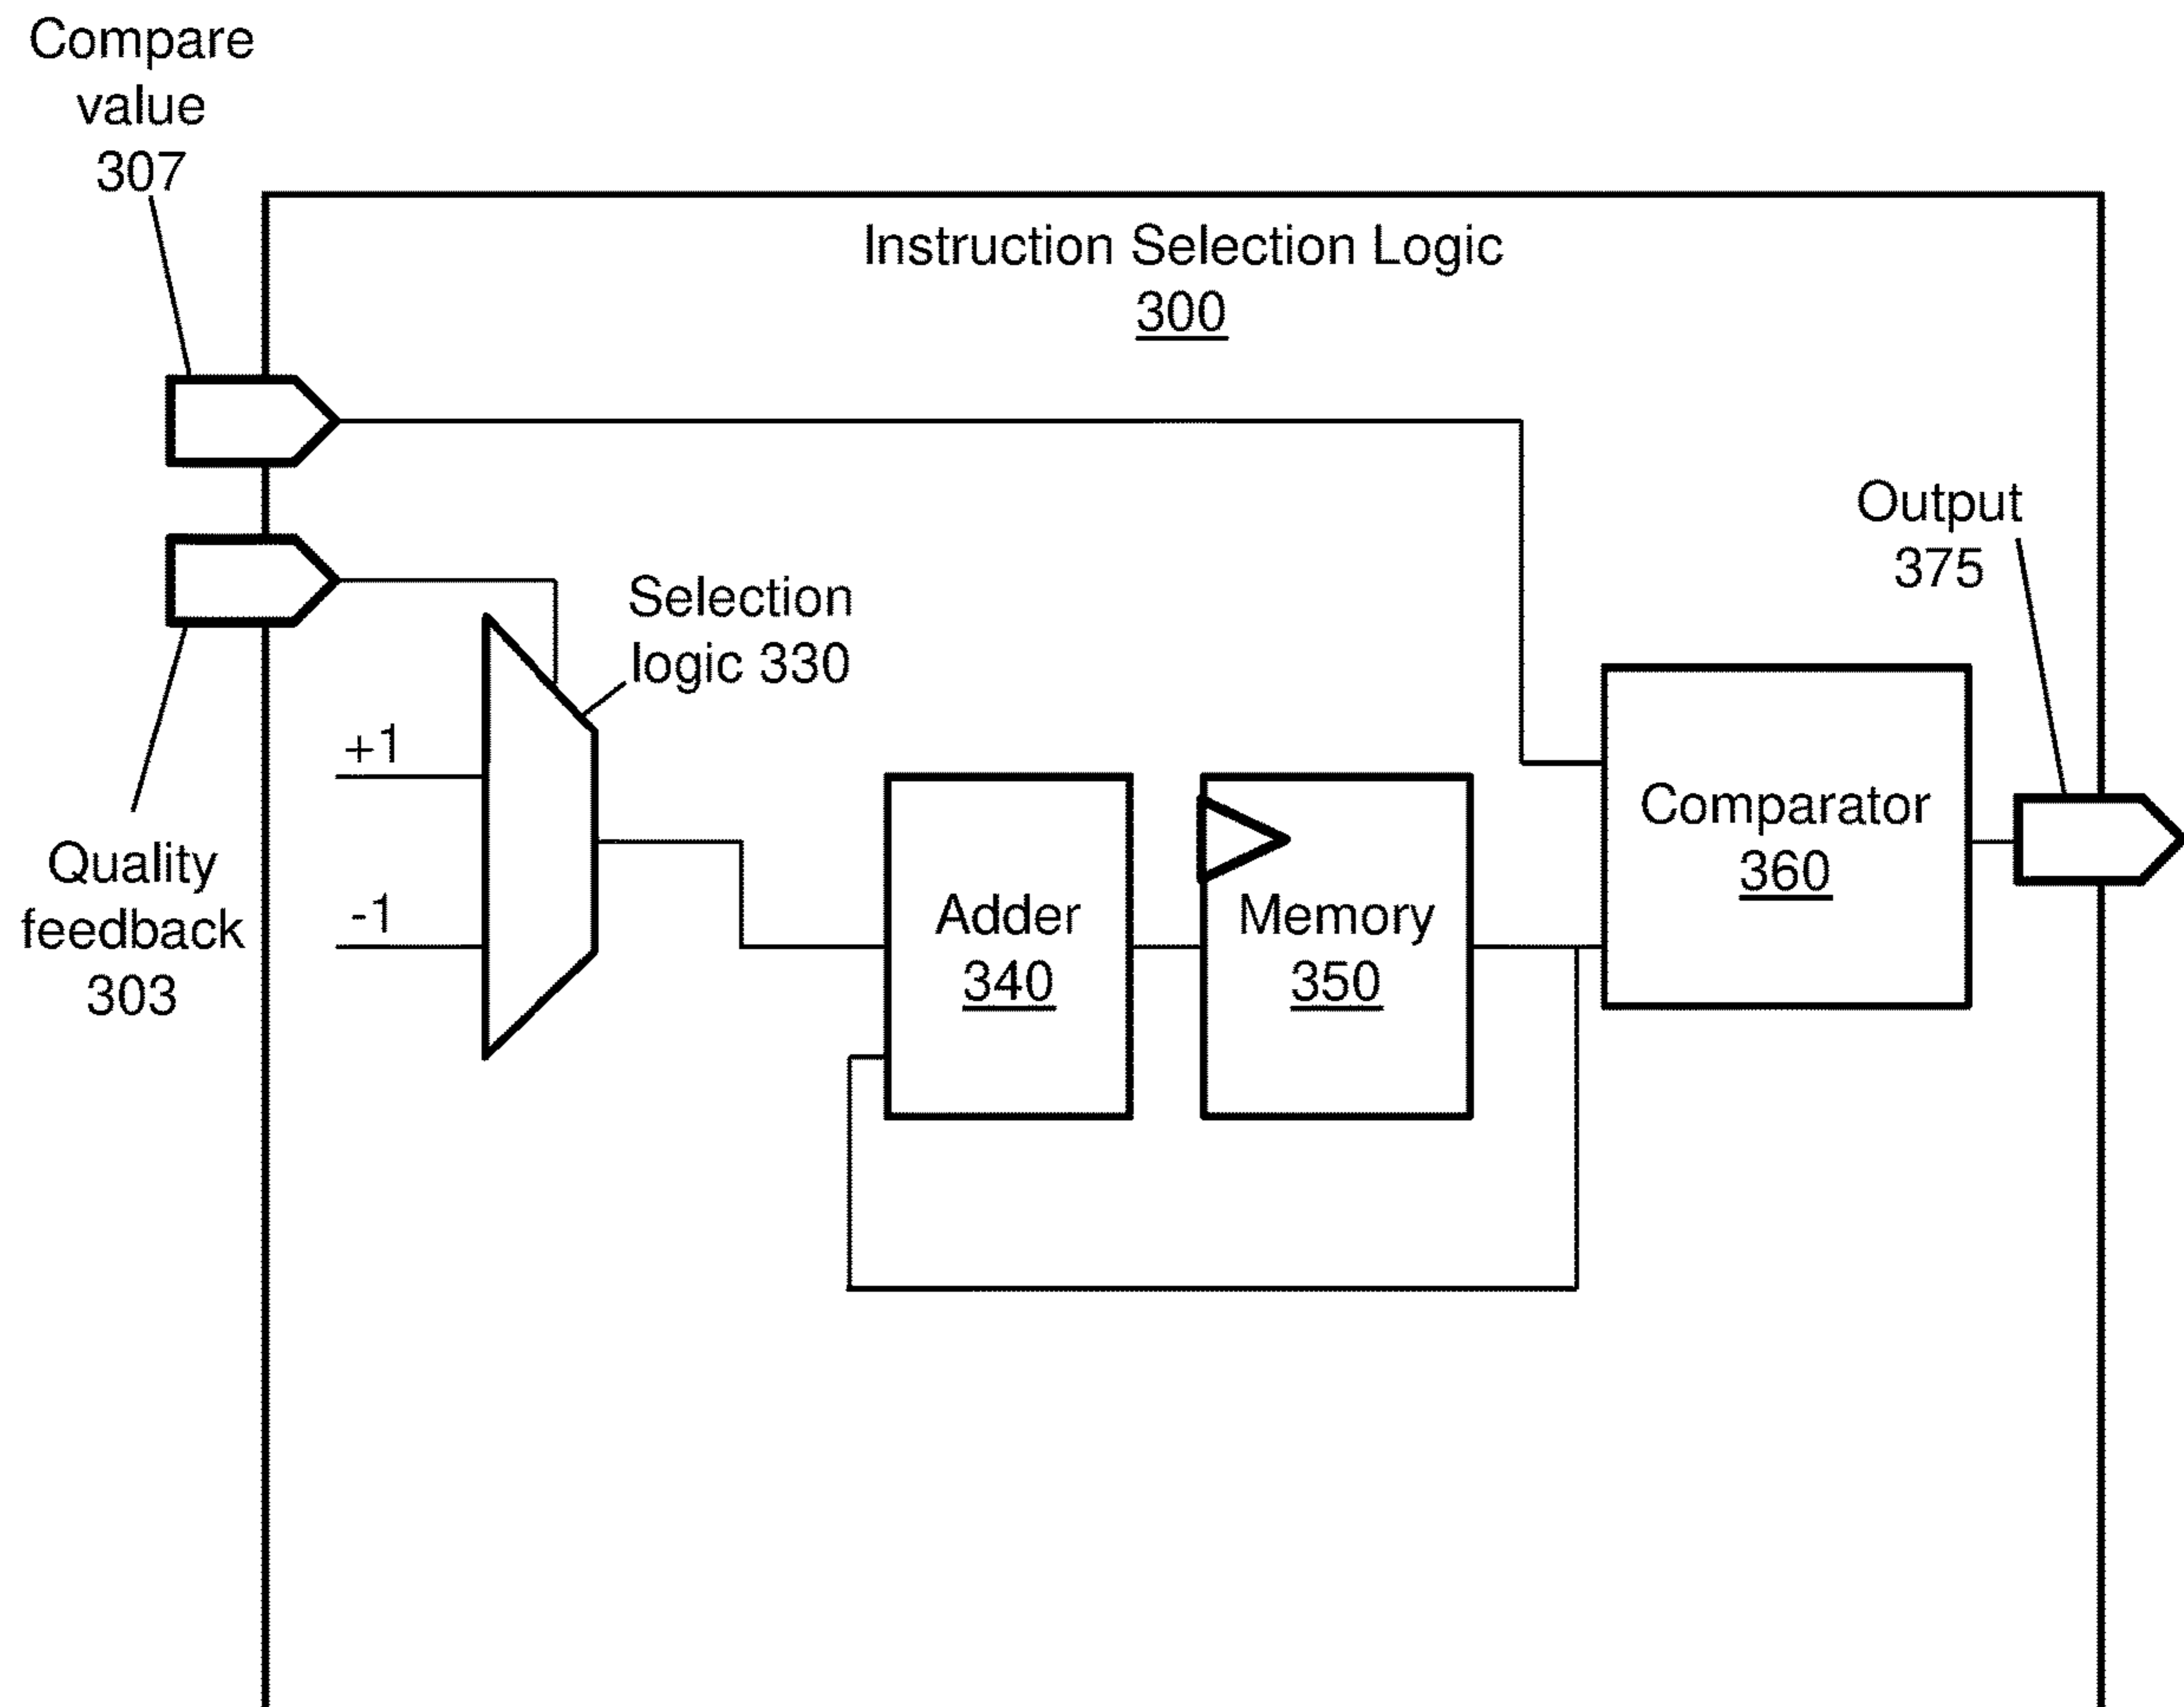 Compare
value
307
Instruction Selection Logic
300
Output
375
Selection
logic 330
+1
-1
Quality
feedback
303
Adder
340
Memory
350
Comparator
360